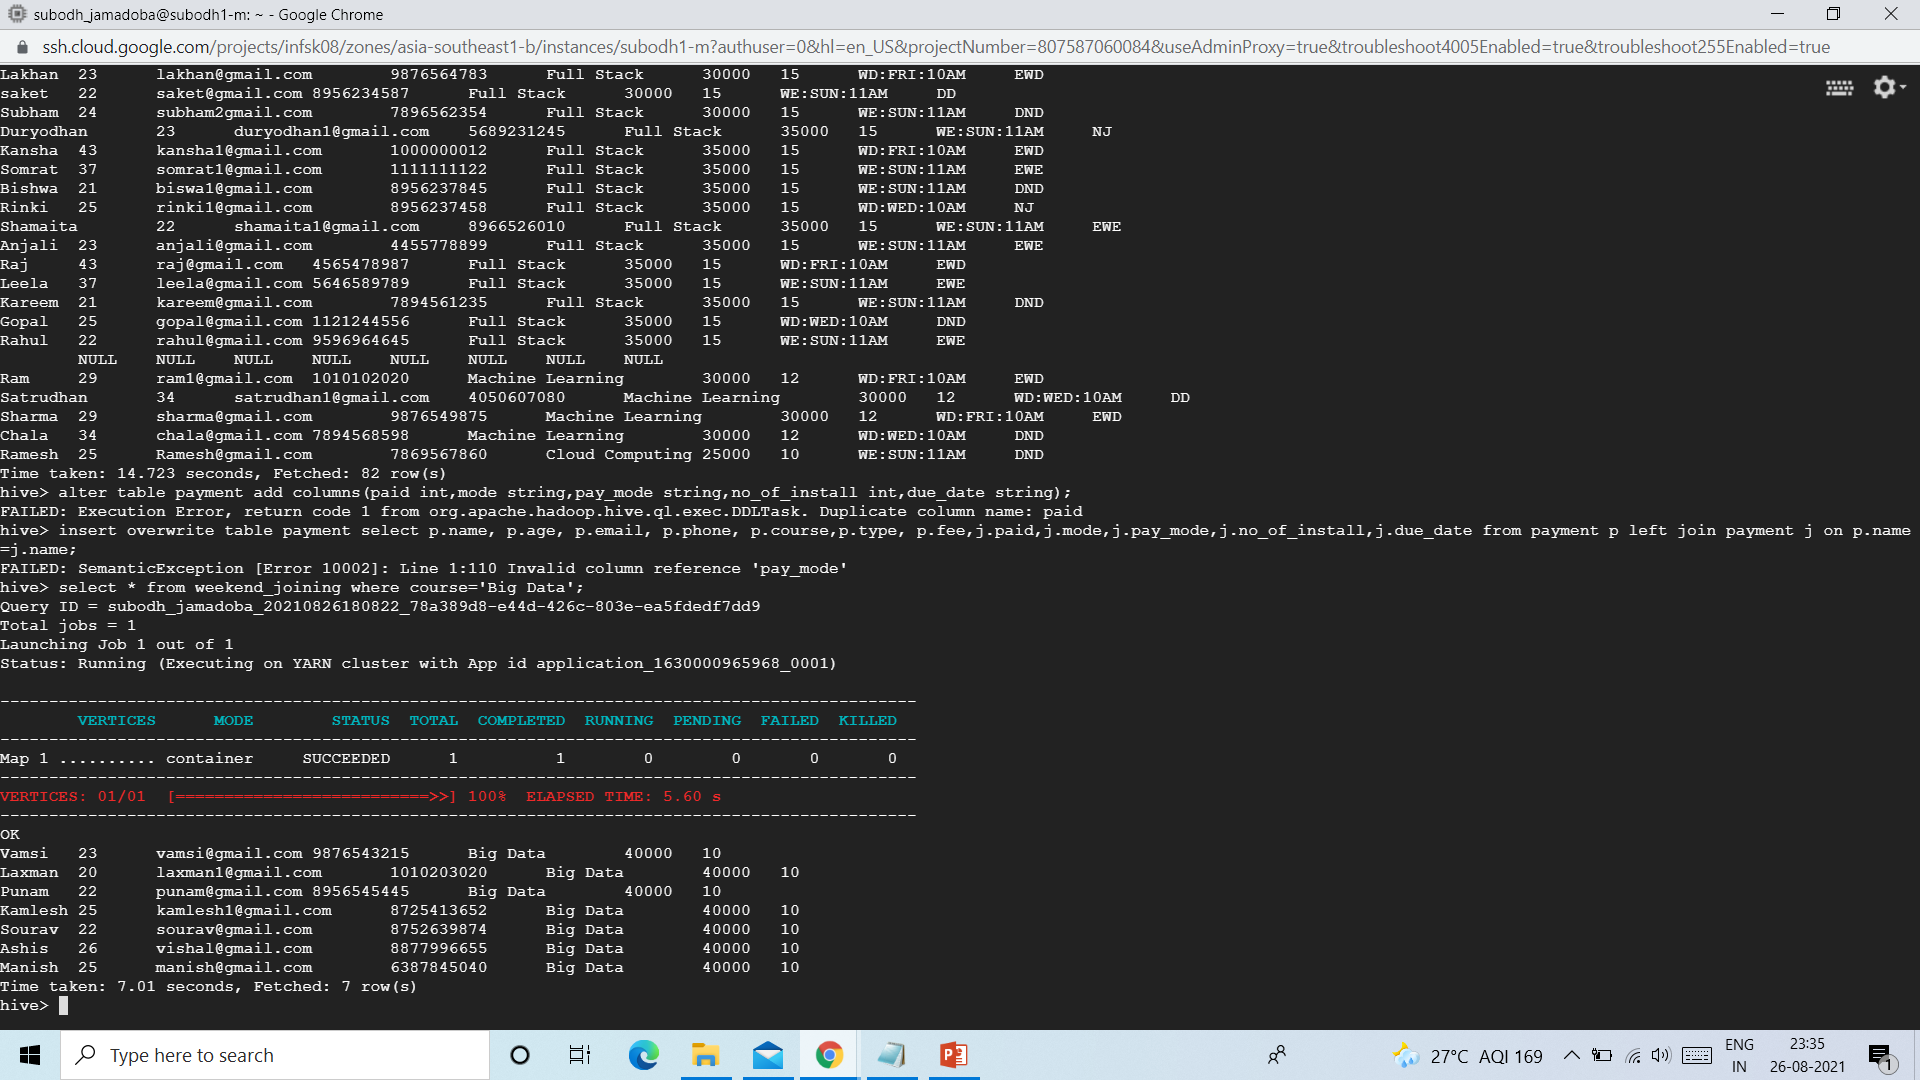 subodh_jamadoba@subodh1-m: ~ - Google Chrome
ssh.cloud.google.com/projects/infsk08/zones/asia-southeast1-b/instances/subodh1-m?authuser=0&hl=en_US&projectNumber=807587060084&useAdminProxy=true&troubleshoot4005Enabled=true&troubleshoot255Enabled=true
Lakhan 23 lakhan@gmail.com 9876564783 Full Stack 30000 15 WD:FRI:10AM EWD
saket 22 saket@gmail.com 8956234587 Full Stack 30000 15 WE:SUN:11AM DD
Subham 24 subham2gmail.com 7896562354 Full Stack 30000 15 WE:SUN:11AM DND
Duryodhan 23 duryodhan1@gmail.com 5689231245 Full Stack 35000 15 WE:SUN:11AM NJ
Kansha 43 kansha1@gmail.com 1000000012 Full Stack 35000 15 WD:FRI:10AM EWD
Somrat 37 somrat1@gmail.com 1111111122 Full Stack 35000 15 WE:SUN:11AM EWE
Bishwa 21 biswa1@gmail.com 8956237845 Full Stack 35000 15 WE:SUN:11AM DND
Rinki 25 rinki1@gmail.com 8956237458 Full Stack 35000 15 WD:WED:10AM NJ
Shamaita 22 shamaita1@gmail.com 8966526010 Full Stack 35000 15 WE:SUN:11AM EWE
Anjali 23 anjali@gmail.com 4455778899 Full Stack 35000 15 WE:SUN:11AM EWE
Raj 43 raj@gmail.com 4565478987 Full Stack 35000 15 WD:FRI:10AM EWD
Leela 37 leela@gmail.com 5646589789 Full Stack 35000 15 WE:SUN:11AM EWE
Kareem 21 kareem@gmail.com 7894561235 Full Stack 35000 15 WE:SUN:11AM DND
Gopal 25 gopal@gmail.com 1121244556 Full Stack 35000 15 WD:WED:10AM DND
Rahul 22 rahul@gmail.com 9596964645 Full Stack 35000 15 WE:SUN:11AM EWE
NULL NULL NULL NULL NULL NULL NULL NULL
Ram 29 ram1@gmail.com 1010102020 Machine Learning 30000 12 WD:FRI:10AM EWD
Satrudhan 34 satrudhan1@gmail.com 4050607080 Machine Learning 30000 12 WD:WED:10AM DD
Sharma 29 sharma@gmail.com 9876549875 Machine Learning 30000 12 WD:FRI:10AM EWD
Chala 34 chala@gmail.com 7894568598 Machine Learning 30000 12 WD:WED:10AM DND
Ramesh 25 Ramesh@gmail.com 7869567860 Cloud Computing 25000 10 WE:SUN:11AM DND
Time taken: 14.723 seconds, Fetched: 82 row(s)
hive> alter table payment add columns(paid int,mode string,pay_mode string,no_of_install int,due_date string);
FAILED: Execution Error, return code 1 from org.apache.hadoop.hive.ql.exec.DDLTask. Duplicate column name: paid
hive> insert overwrite table payment select p.name, p.age, p.email, p.phone, p.course,p.type, p.fee,j.paid,j.mode,j.pay_mode,j.no_of_install,j.due_date from payment p left join payment j on p.name
=j.name;
FAILED: SemanticException [Error 10002]: Line 1:110 Invalid column reference 'pay_mode'
hive> select * from weekend_joining where course='Big Data';
Query ID = subodh_jamadoba_20210826180822_78a389d8-e44d-426c-803e-ea5fdedf7dd9
Total jobs = 1
Launching Job 1 out of 1
Status: Running (Executing on YARN cluster with App id application_1630000965968_0001)
----------------------------------------------------------------------------------------------
VERTICES MODE STATUS TOTAL COMPLETED RUNNING PENDING FAILED KILLED
----------------------------------------------------------------------------------------------
Map 1 .......... container SUCCEEDED 1 1 0 0 0 0
----------------------------------------------------------------------------------------------
VERTICES: 01/01 [==========================>>] 100% ELAPSED TIME: 5.60 s
----------------------------------------------------------------------------------------------
OK
Vamsi 23 vamsi@gmail.com 9876543215 Big Data 40000 10
Laxman 20 laxman1@gmail.com 1010203020 Big Data 40000 10
Punam 22 punam@gmail.com 8956545445 Big Data 40000 10
Kamlesh 25 kamlesh1@gmail.com 8725413652 Big Data 40000 10
Sourav 22 sourav@gmail.com 8752639874 Big Data 40000 10
Ashis 26 vishal@gmail.com 8877996655 Big Data 40000 10
Manish 25 manish@gmail.com 6387845040 Big Data 40000 10
Time taken: 7.01 seconds, Fetched: 7 row(s)
hive>
Type here to search
27°C AQI 169
ENG
IN
23:35
26-08-2021
1